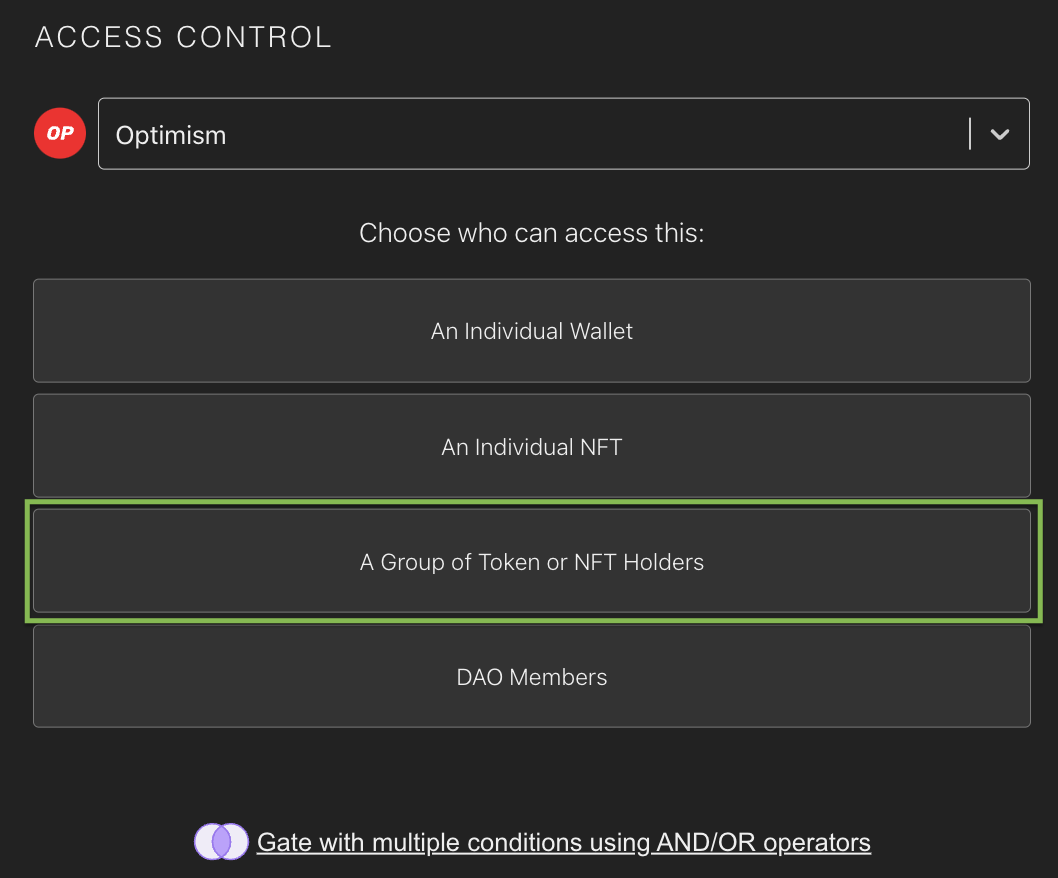 ACCESS CONTROL
OP
Optimism
Choose who can access this:
An Individual Wallet
An Individual NFT
A Group of Token or NFT Holders
DAO Members
Gate with multiple conditions using AND/OR operators